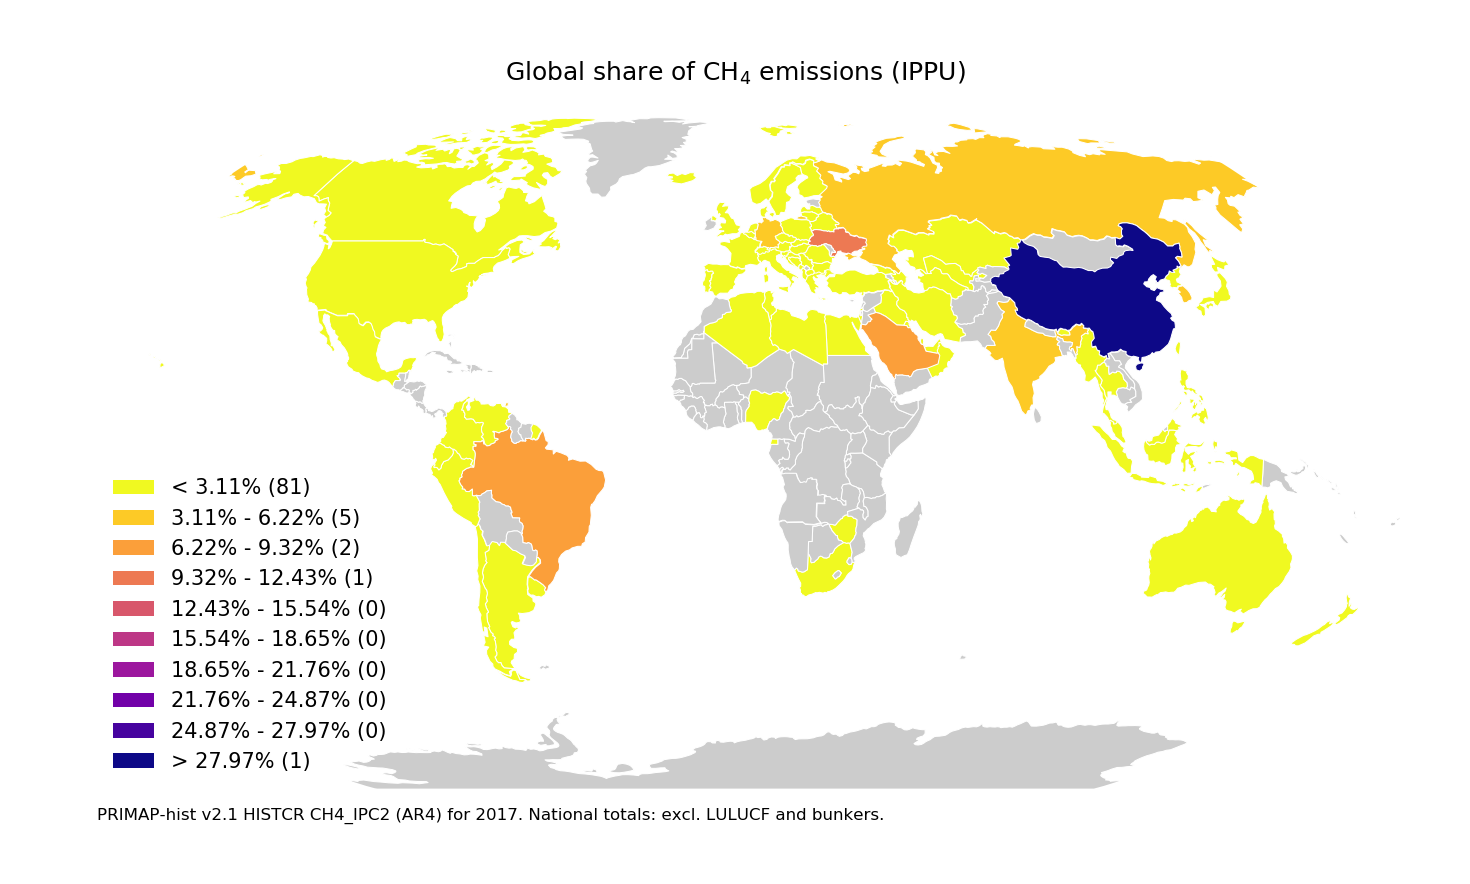 Global share of CH₄ emissions (IPPU)
< 3.11% (81)
3.11% - 6.22% (5)
6.22% - 9.32% (2)
9.32% - 12.43% (1)
12.43% - 15.54% (0)
15.54% - 18.65% (0)
18.65% - 21.76% (0)
21.76% - 24.87% (0)
24.87% - 27.97% (0)
> 27.97% (1)
PRIMAP-hist v2.1 HISTCR CH4_IPC2 (AR4) for 2017. National totals: excl. LULUCF and bunkers.